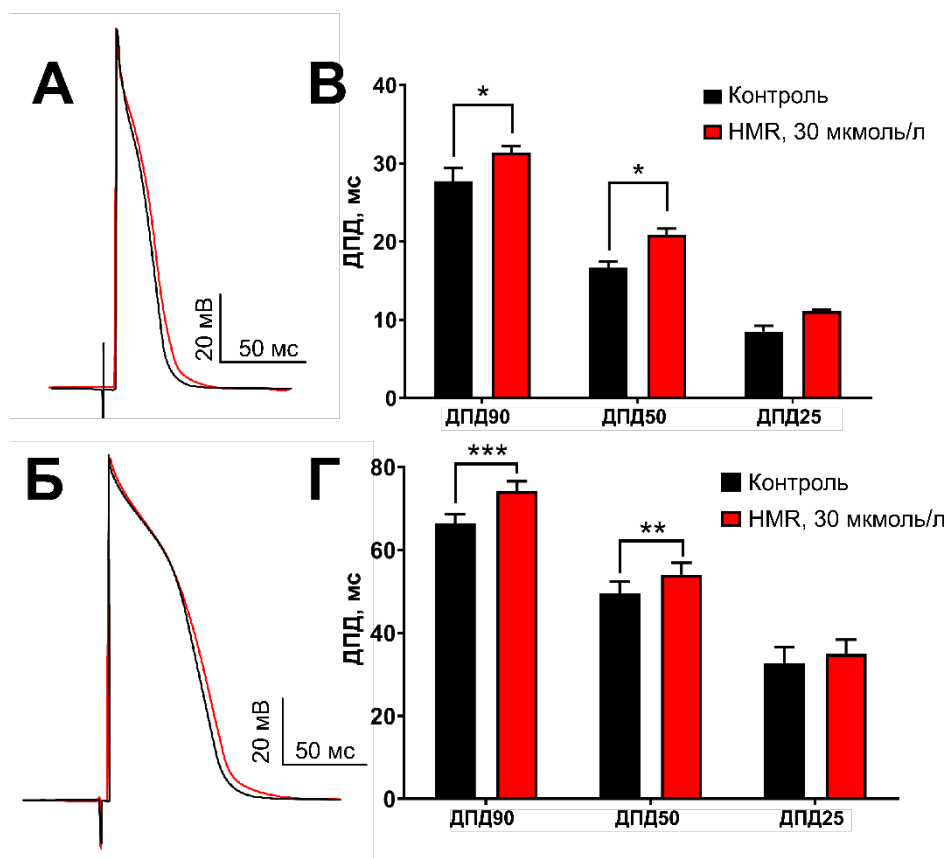 А
20 мВ
50 мс
В
Контроль
HMR, 30 мкмоль/л
*
*
ДПД, мс
40
30
20
10
0
ДПД90
ДПД50
ДПД25
Б
20 мВ
50 мс
Г
Контроль
HMR, 30 мкмоль/л
***
**
ДПД, мс
80
60
40
20
0
ДПД90
ДПД50
ДПД25